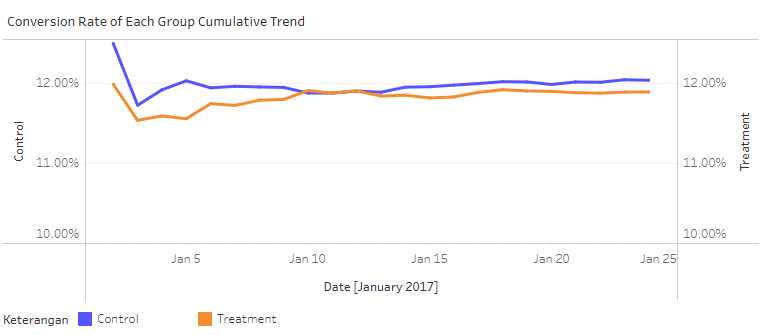 Conversion Rate of Each Group Cumulative Trend
12.00%
11.00%
10.00%
Control
12.00%
11.00%
10.00%
Treatment
Jan 5 Jan 10 Jan 15 Jan 20 Jan 25
Date [January 2017]
Keterangan Control Treatment